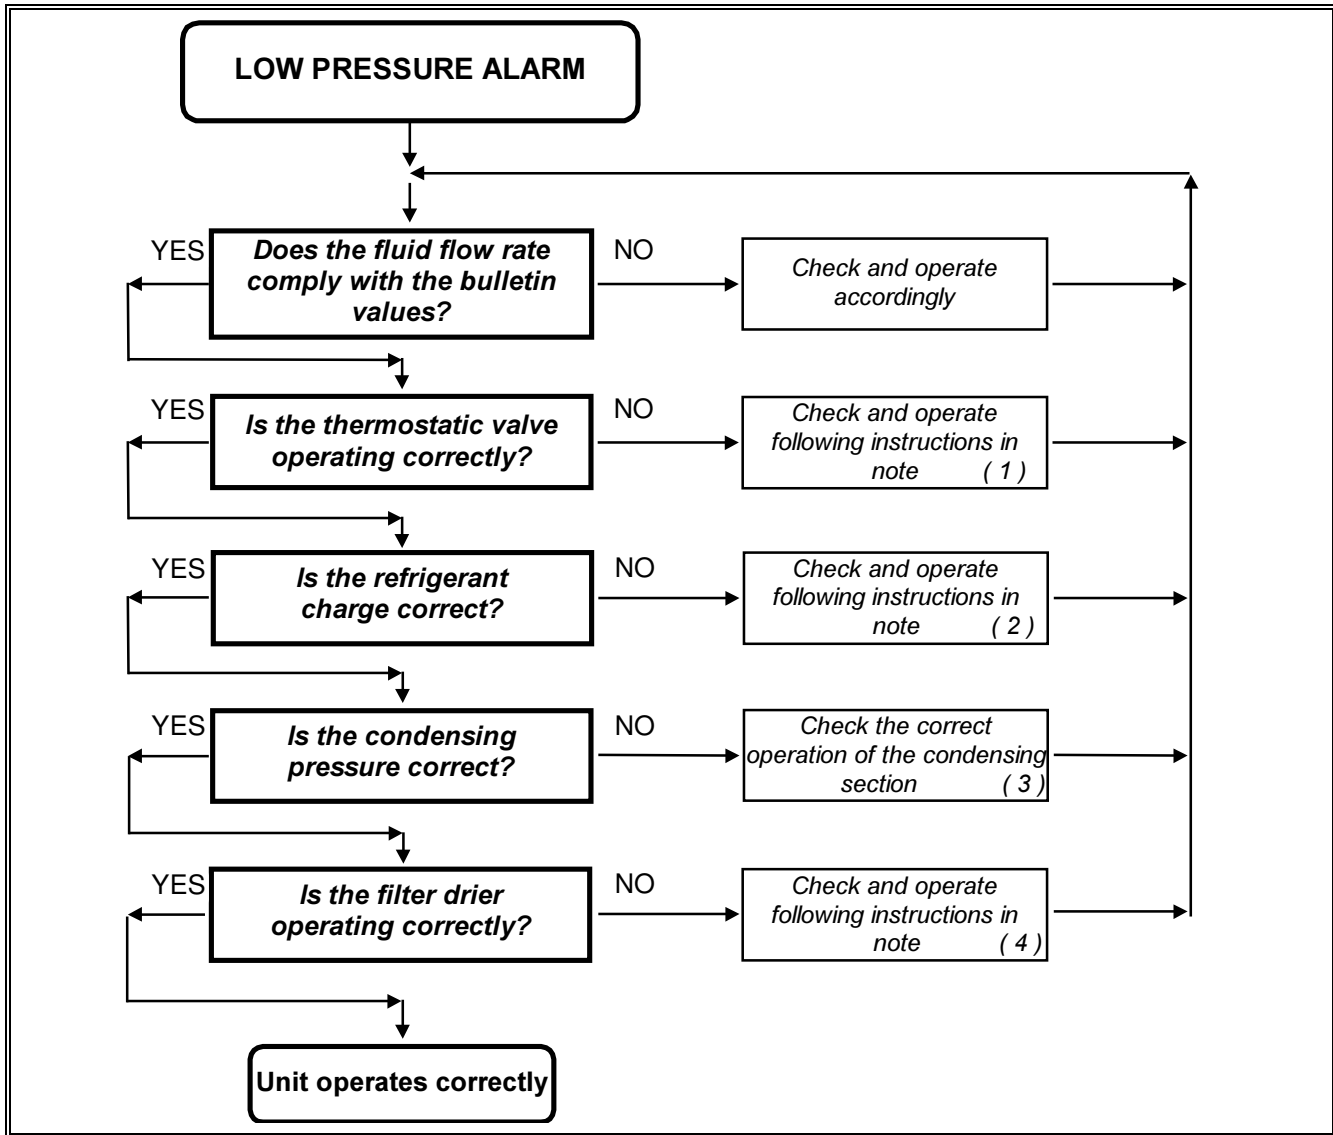 LOW PRESSURE ALARM
YES
Does the fluid flow rate
comply with the bulletin
values?
NO
Check and operate
accordingly
YES
Is the thermostatic valve
operating correctly?
NO
Check and operate
following instructions in
note ( 1 )
YES
Is the refrigerant
charge correct?
NO
Check and operate
following instructions in
note ( 2 )
YES
Is the condensing
pressure correct?
NO
Check the correct
operation of the condensing
section ( 3 )
YES
Is the filter drier
operating correctly?
NO
Check and operate
following instructions in
note ( 4 )
Unit operates correctly